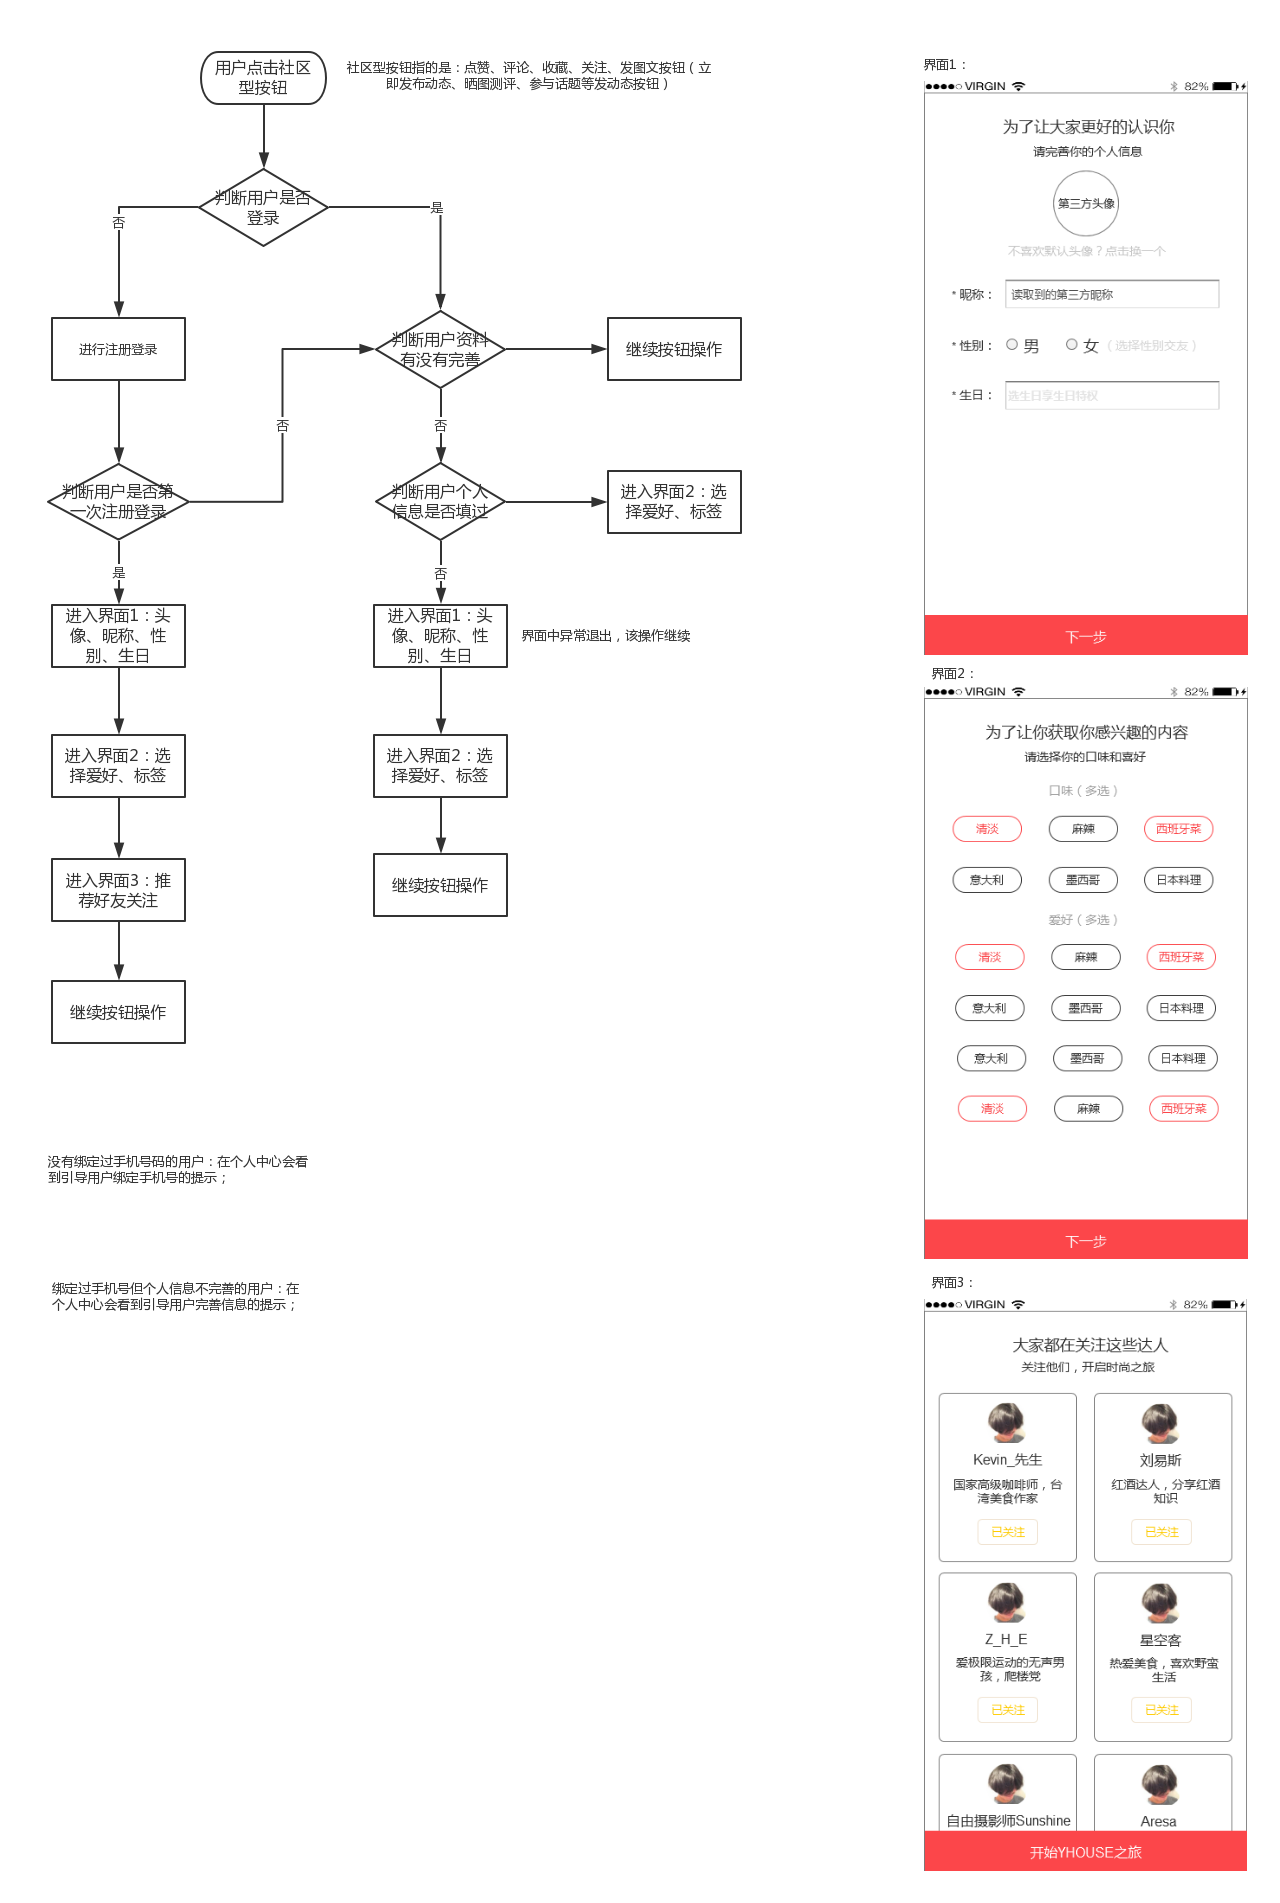 用户点击社区
型按钮
社区型按钮指的是：点赞、评论、收藏、关注、发图文按钮（立
即发布动态、晒图测评、参与话题等发动态按钮）
判断用户是否
登录
否
是
进行注册登录
判断用户资料
有没有完善
继续按钮操作
否
否
判断用户是否第
一次注册登录
判断用户个人
信息是否填过
进入界面2：选
择爱好、标签
是
否
进入界面1：头
像、昵称、性
别、生日
进入界面1：头
像、昵称、性
别、生日
界面中异常退出，该操作继续
进入界面2：选
择爱好、标签
进入界面2：选
择爱好、标签
进入界面3：推
荐好友关注
继续按钮操作
继续按钮操作
没有绑定过手机号码的用户：在个人中心会看
到引导用户绑定手机号的提示；
绑定过手机号但个人信息不完善的用户：在
个人中心会看到引导用户完善信息的提示；
界面1：
VIRGIN 82%
为了让大家更好的认识你
请完善你的个人信息
第三方头像
不喜欢默认头像？点击换一个
* 昵称： 读取到的第三方昵称
* 性别： 男 女（选择性别交友）
* 生日： 选生日享生日特权
下一步
界面2：
VIRGIN 82%
为了让你获取你感兴趣的内容
请选择你的口味和喜好
口味（多选）
清淡 麻辣 西班牙菜
意大利 墨西哥 日本料理
爱好（多选）
清淡 麻辣 西班牙菜
意大利 墨西哥 日本料理
意大利 墨西哥 日本料理
清淡 麻辣 西班牙菜
下一步
界面3：
VIRGIN 82%
大家都在关注这些达人
关注他们，开启时尚之旅
Kevin_先生
国家高级咖啡师，台
湾美食作家
已关注
刘易斯
红酒达人，分享红酒
知识
已关注
Z_H_E
爱极限运动的无声男
孩，爬楼党
已关注
星空客
热爱美食，喜欢野蛮
生活
已关注
自由摄影师Sunshine
Aresa
开始YHOUSE之旅